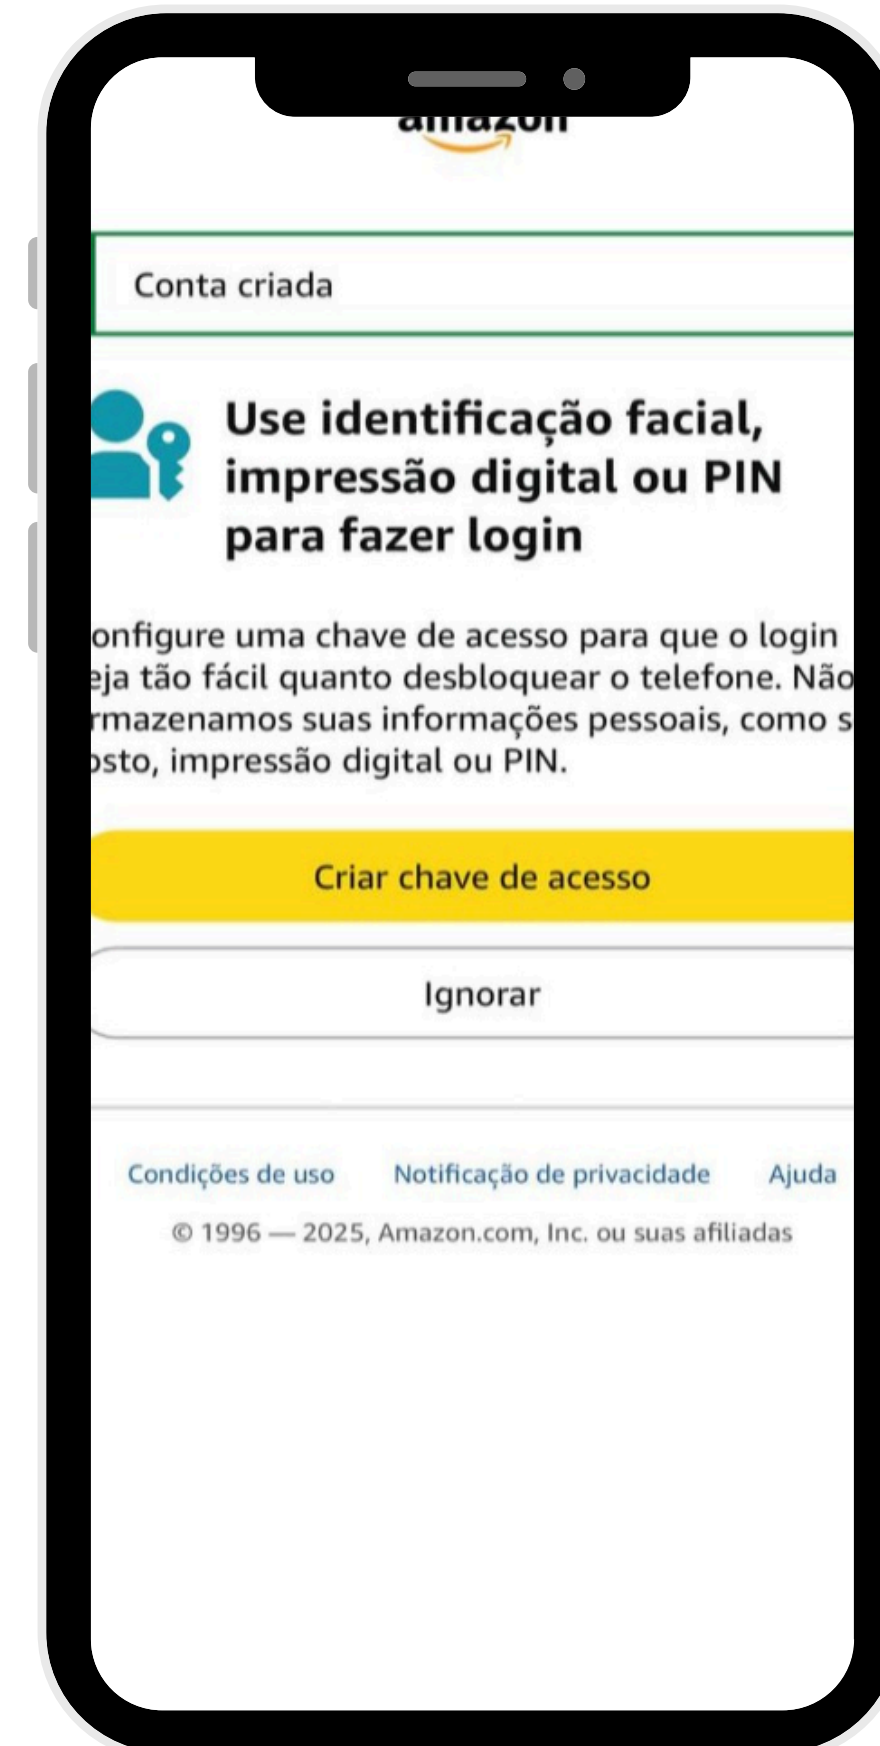 amazon
Conta criada
Use identificação facial,
impressão digital ou PIN
para fazer login
onfigure uma chave de acesso para que o login
eja tão fácil quanto desbloquear o telefone. Não
rmazenamos suas informações pessoais, como s
osto, impressão digital ou PIN.
Criar chave de acesso
Ignorar
Condições de uso Notificação de privacidade Ajuda
© 1996 — 2025, Amazon.com, Inc. ou suas afiliadas